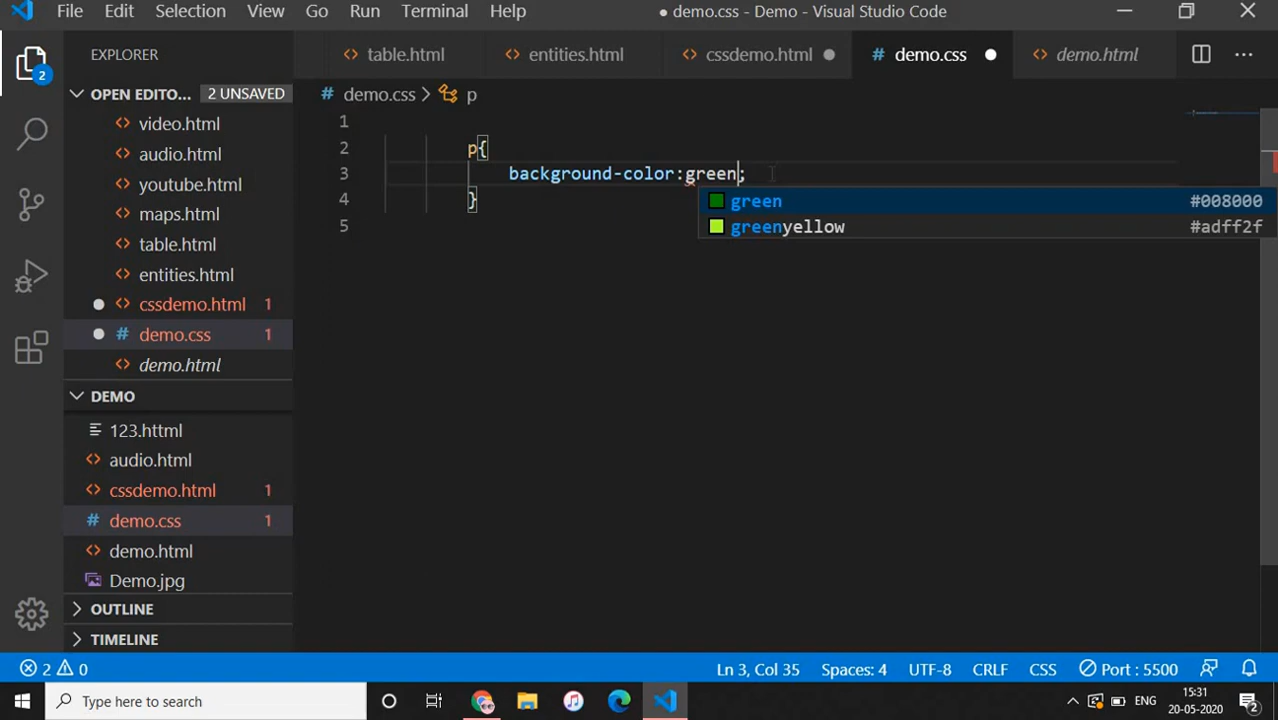 File Edit Selection View Go Run Terminal Help
● demo.css - Demo - Visual Studio Code
EXPLORER
table.html
entities.html
cssdemo.html
demo.css
demo.html
OPEN EDITO... 2 UNSAVED
demo.css > p
video.html
audio.html
youtube.html
maps.html
table.html
entities.html
cssdemo.html 1
demo.css 1
demo.html
1
2 p{
3 background-color:green;
4 }
5
green #008000
greenyellow #adff2f
DEMO
123.httml
audio.html
cssdemo.html 1
demo.css 1
demo.html
Demo.jpg
OUTLINE
TIMELINE
2
2 0
Ln 3, Col 35 Spaces: 4 UTF-8 CRLF CSS Port : 5500
Type here to search
ENG
15:31
20-05-2020
2